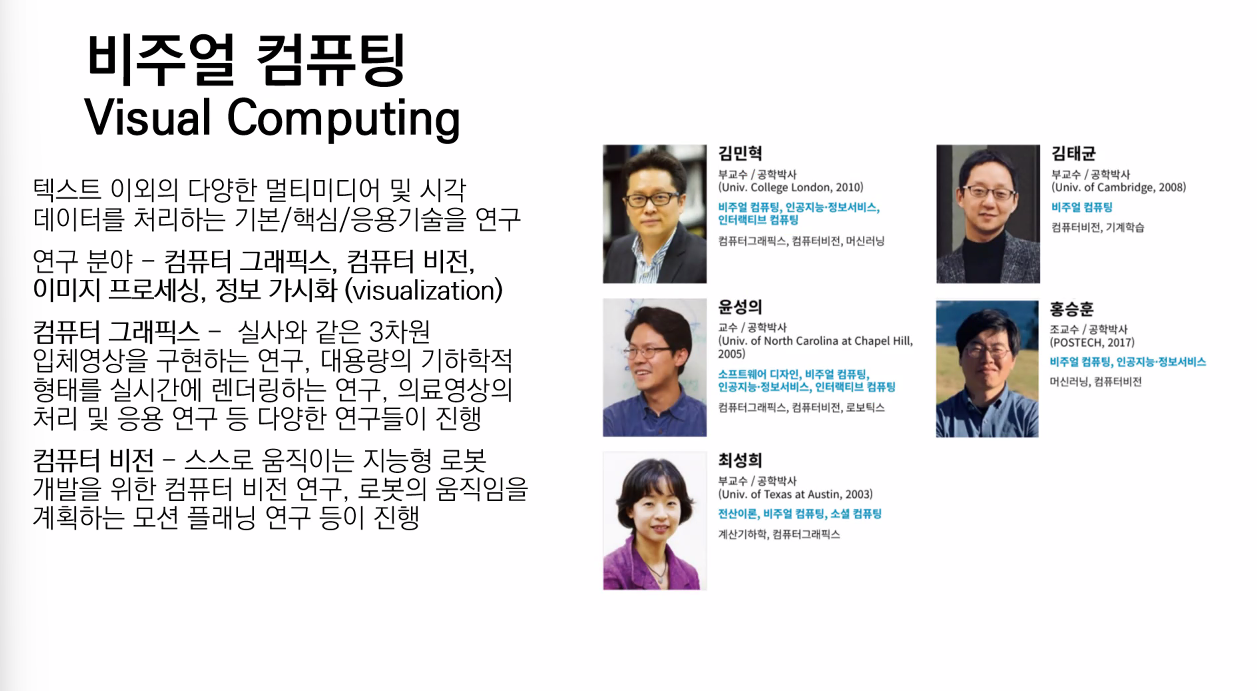 비주얼 컴퓨팅
Visual Computing
텍스트 이외의 다양한 멀티미디어 및 시각
데이터를 처리하는 기본/핵심/응용기술을 연구
연구 분야 – 컴퓨터 그래픽스, 컴퓨터 비전,
이미지 프로세싱, 정보 가시화 (visualization)
컴퓨터 그래픽스 – 실사와 같은 3차원
입체영상을 구현하는 연구, 대용량의 기하학적
형태를 실시간에 렌더링하는 연구, 의료영상의
처리 및 응용 연구 등 다양한 연구들이 진행
컴퓨터 비전 – 스스로 움직이는 지능형 로봇
개발을 위한 컴퓨터 비전 연구, 로봇의 움직임을
계획하는 모션 플래닝 연구 등이 진행
김민혁
부교수 / 공학박사
(Univ. College London, 2010)
비주얼 컴퓨팅, 인공지능·정보서비스,
인터랙티브 컴퓨팅
컴퓨터그래픽스, 컴퓨터비전, 머신러닝
김태균
부교수 / 공학박사
(Univ. of Cambridge, 2008)
비주얼 컴퓨팅
컴퓨터비전, 기계학습
윤성의
교수 / 공학박사
(Univ. of North Carolina at Chapel Hill,
2005)
소프트웨어 디자인, 비주얼 컴퓨팅,
인공지능·정보서비스, 인터랙티브 컴퓨팅
컴퓨터그래픽스, 컴퓨터비전, 로보틱스
홍승훈
조교수 / 공학박사
(POSTECH, 2017)
비주얼 컴퓨팅, 인공지능·정보서비스
머신러닝, 컴퓨터비전
최성희
부교수 / 공학박사
(Univ. of Texas at Austin, 2003)
전산이론, 비주얼 컴퓨팅, 소셜 컴퓨팅
계산기하학, 컴퓨터그래픽스